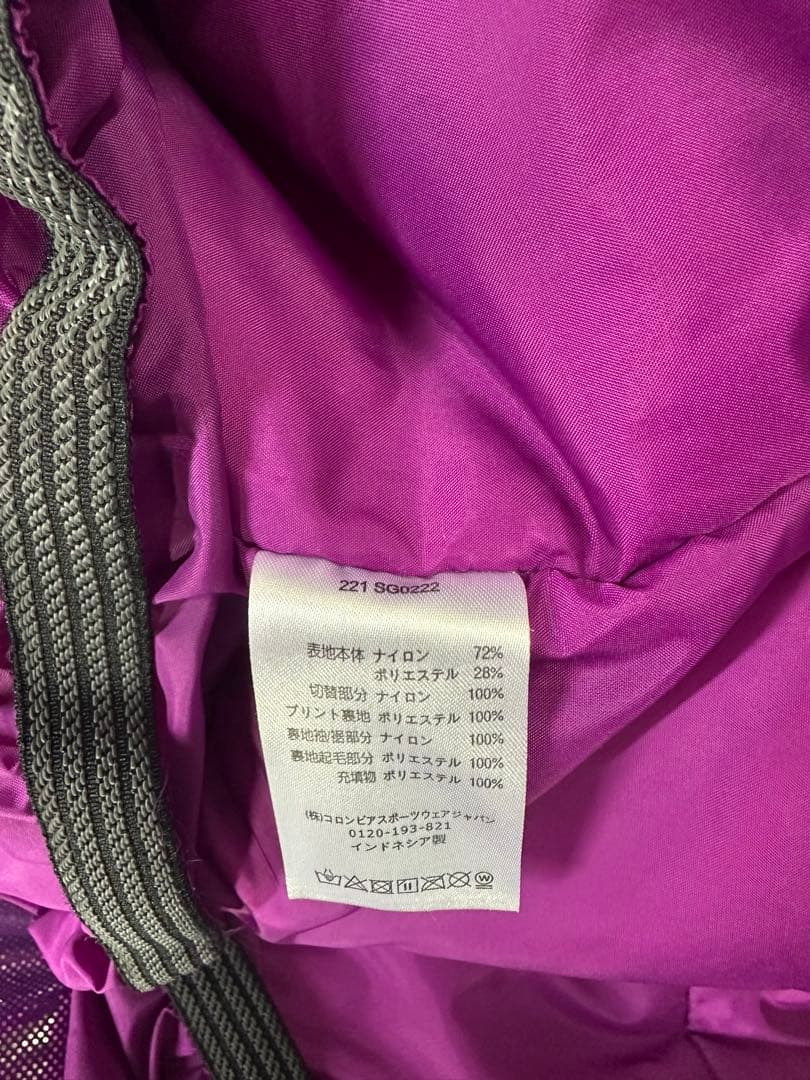 221 SG0222
表地本体 ナイロン 72%
ポリエステル 28%
切替部分 ナイロン 100%
プリント裏地 ポリエステル 100%
裏地袖/裾部分 ナイロン 100%
裏地起毛部分 ポリエステル 100%
充填物 ポリエステル 100%
(株)コロンビアスポーツウェアジャパン
0120-193-821
インドネシア製